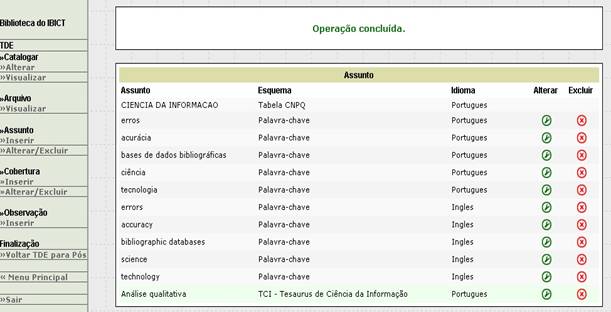 Biblioteca do IBICT
TDE
»Catalogar
»Alterar
»Visualizar
»Arquivo
»Visualizar
»Assunto
»Inserir
»Alterar/Excluir
»Cobertura
»Inserir
»Alterar/Excluir
»Observação
»Inserir
Finalização
»Voltar TDE para Pós
« Menu Principal
»Sair
Operação concluída.
Assunto
Assunto Esquema Idioma Alterar Excluir
CIENCIA DA INFORMACAO Tabela CNPQ Portugues
erros Palavra-chave Portugues
acurácia Palavra-chave Portugues
bases de dados bibliográficas Palavra-chave Portugues
ciência Palavra-chave Portugues
tecnologia Palavra-chave Portugues
errors Palavra-chave Ingles
accuracy Palavra-chave Ingles
bibliographic databases Palavra-chave Ingles
science Palavra-chave Ingles
technology Palavra-chave Ingles
Análise qualitativa TCI - Tesaurus de Ciência da Informação Portugues